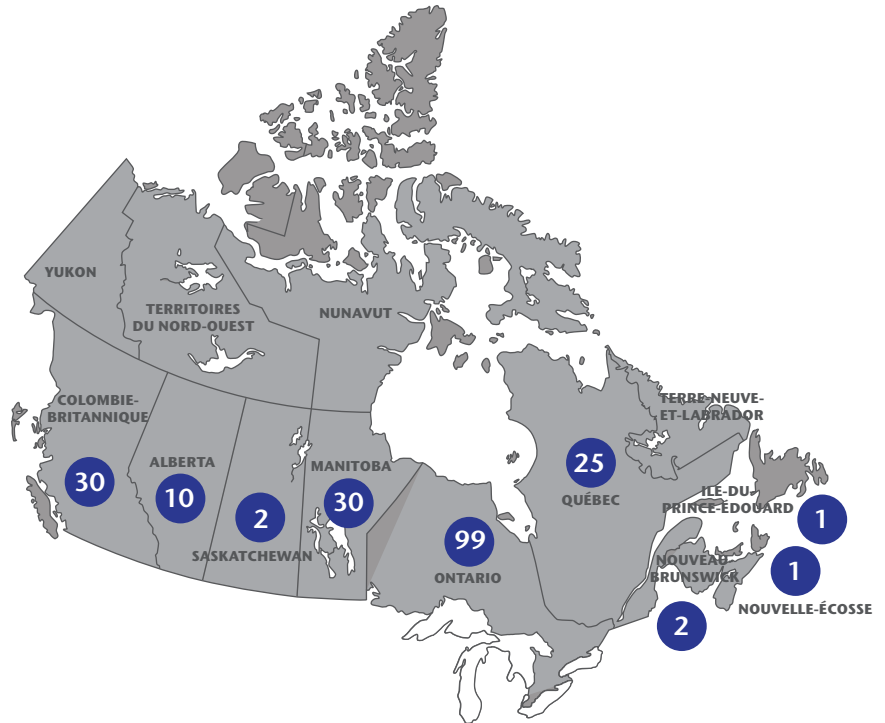 YUKON
TERRITOIRES
DU NORD-OUEST
NUNAVUT
COLOMBIE-
BRITANNIQUE
30
ALBERTA
10
2
SASKATCHEWAN
MANITOBA
30
99
ONTARIO
25
QUÉBEC
TERRE-NEUVE-
ET-LABRADOR
ILE-DU-
PRINCE-ÉDOUARD
1
NOUVEAU
BRUNSWICK
2
1
NOUVELLE-ÉCOSSE